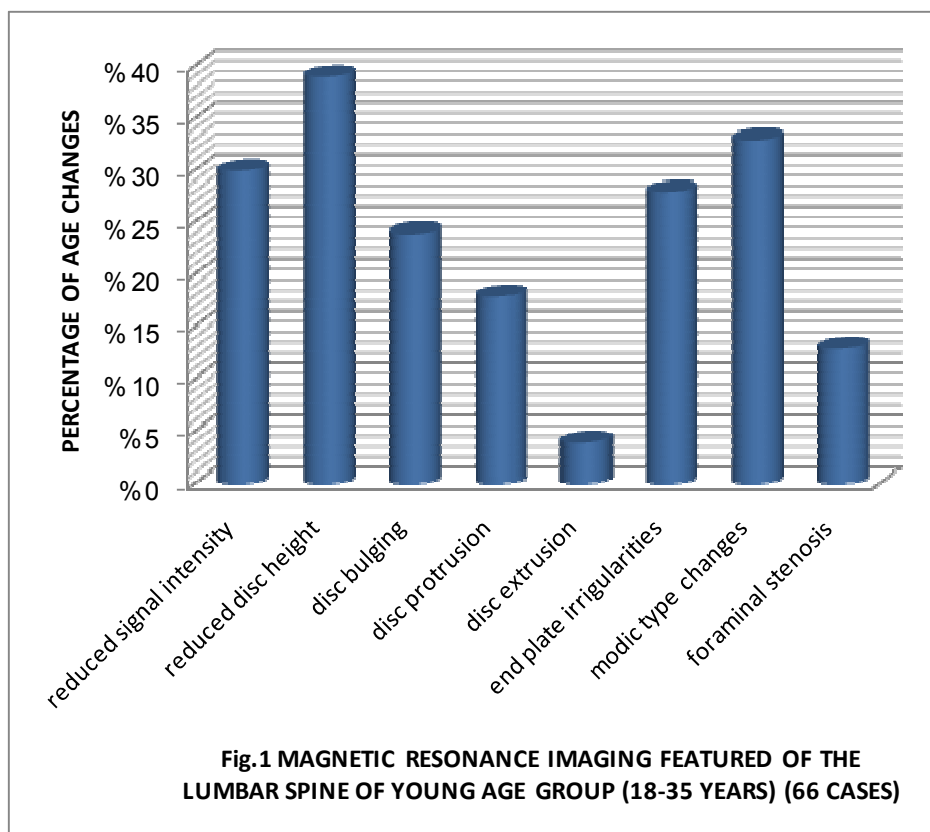 PERCENTAGE OF AGE CHANGES
% 40
% 35
% 30
% 25
% 20
% 15
% 10
% 5
% 0
reduced signal intensity
reduced disc height
disc bulging
disc protrusion
disc extrusion
end plate irrigularities
modic type changes
foraminal stenosis
Fig.1 MAGNETIC RESONANCE IMAGING FEATURED OF THE
LUMBAR SPINE OF YOUNG AGE GROUP (18-35 YEARS) (66 CASES)